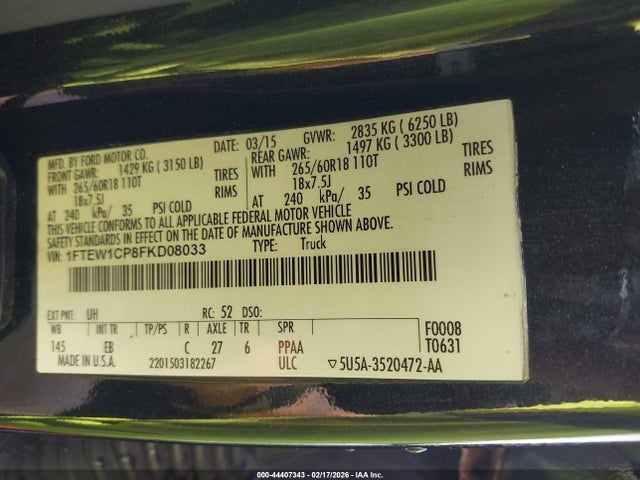 MFD. BY FORD MOTOR CO.
DATE: 03/15 GVWR: 2835 KG ( 6250 LB)
FRONT GAWR: 1429 KG ( 3150 LB)
REAR GAWR: 1497 KG ( 3300 LB)
WITH 265/60R18 110T TIRES
WITH 265/60R18 110T TIRES
18x7.5J RIMS
18x7.5J RIMS
AT 240 kPa/ 35 PSI COLD
AT 240 kPa/ 35 PSI COLD
THIS VEHICLE CONFORMS TO ALL APPLICABLE FEDERAL MOTOR VEHICLE
SAFETY STANDARDS IN EFFECT ON THE DATE OF MANUFACTURE SHOWN ABOVE.
VIN: 1FTEW1CP8FKD08033 TYPE: Truck
EXT PNT: UH RC: 52 DSO:
WB INT TR TP/PS R AXLE TR SPR F0008
145 EB C 27 6 PPAA T0631
MADE IN U.S.A. 2201503182267 ULC ▽5U5A-3520472-AA
000-44407343 - 02/17/2026 - IAA Inc.